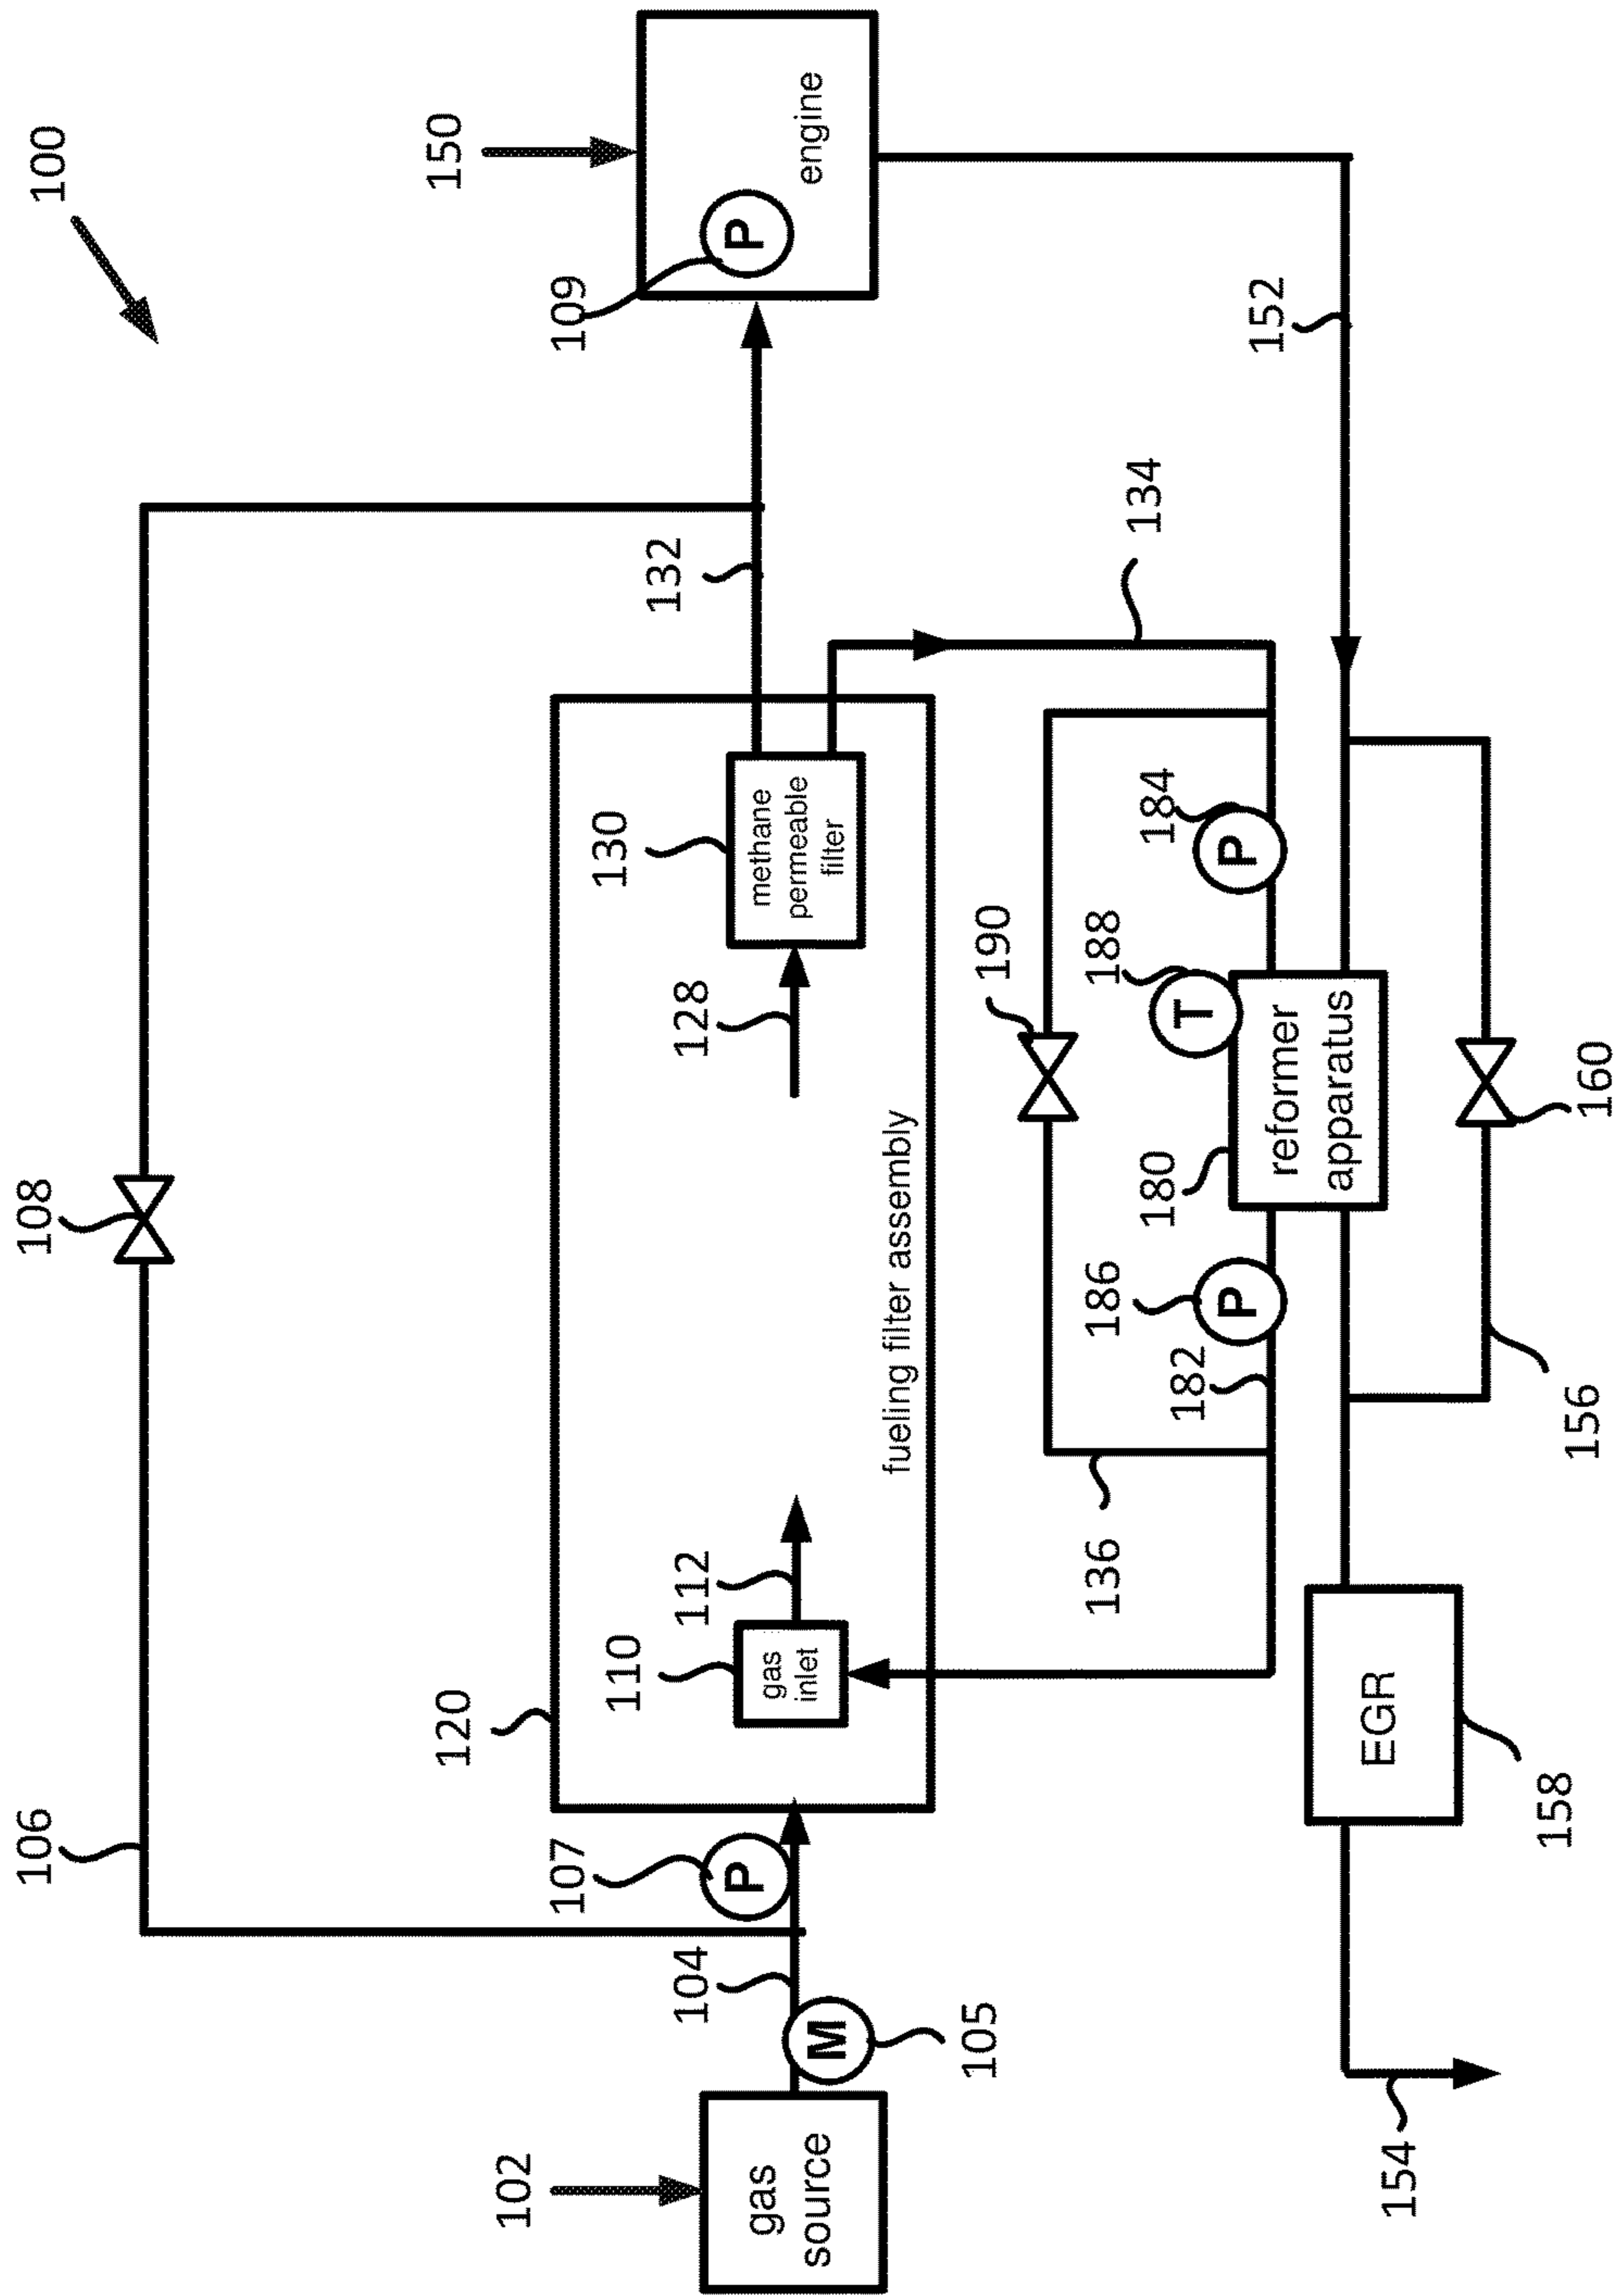 100
106
108
102
gas
source
M
105
104
P
107
120
110
gas
inlet
112
fueling filter assembly
128
130
methane
permeable
filter
132
109
P
150
engine
134
136
190
182
186
P
180
reformer
apparatus
188
T
184
P
152
154
EGR
158
156
160